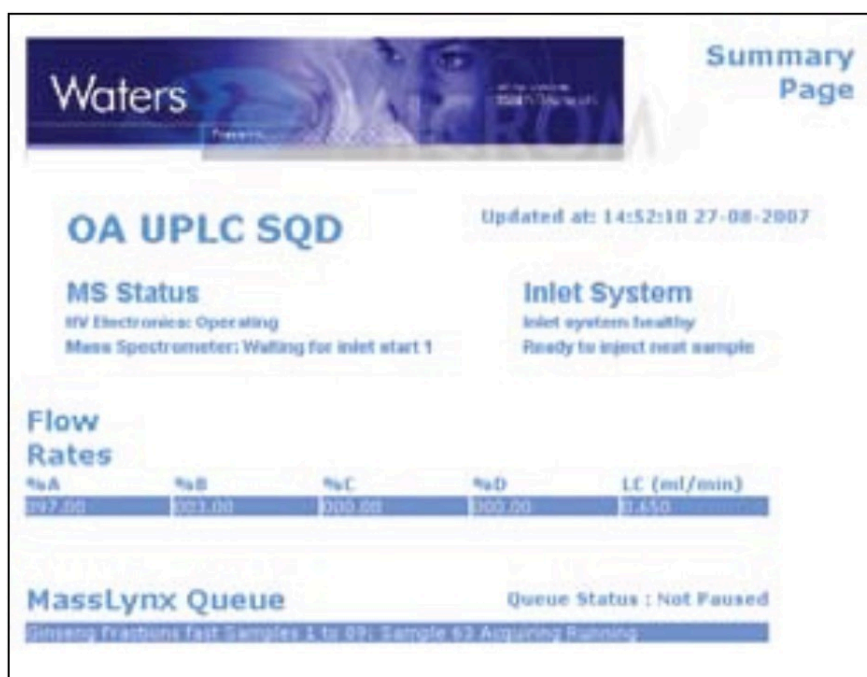 Waters
MICROM
Summary
Page
OA UPLC SQD
Updated at: 14:52:10 27-08-2007
MS Status
HV Electronics: Operating
Mass Spectrometer: Waiting for inlet start 1
Inlet System
Inlet system healthy
Ready to inject next sample
Flow
Rates
%A %B %C %D LC (ml/min)
097.00 003.00 000.00 000.00 0.650
MassLynx Queue
Queue Status : Not Paused
Ginseng Fractions fast Samples 1 to 09: Sample 63 Acquiring Running